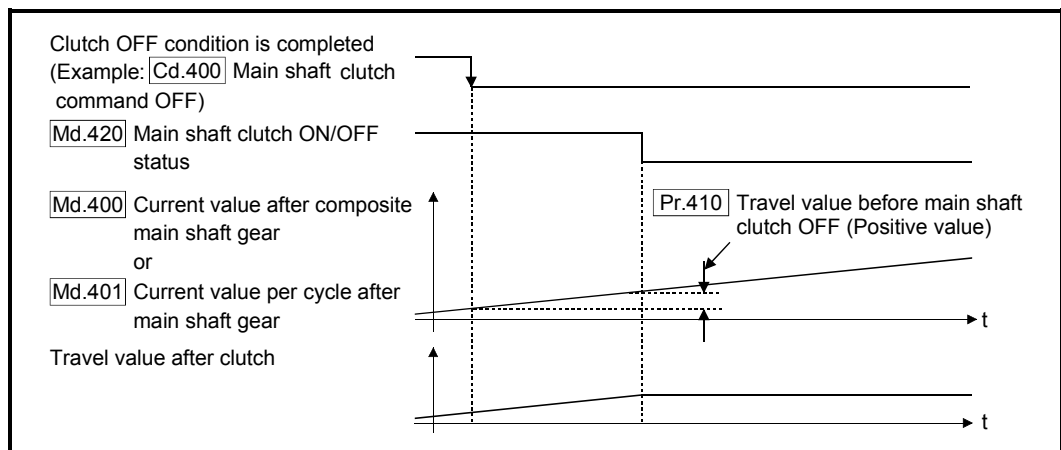 Clutch OFF condition is completed
(Example: Cd.400 Main shaft clutch
command OFF)
Md.420 Main shaft clutch ON/OFF
status
Md.400 Current value after composite
main shaft gear
or
Md.401 Current value per cycle after
main shaft gear
Pr.410 Travel value before main shaft
clutch OFF (Positive value)
t
Travel value after clutch
t